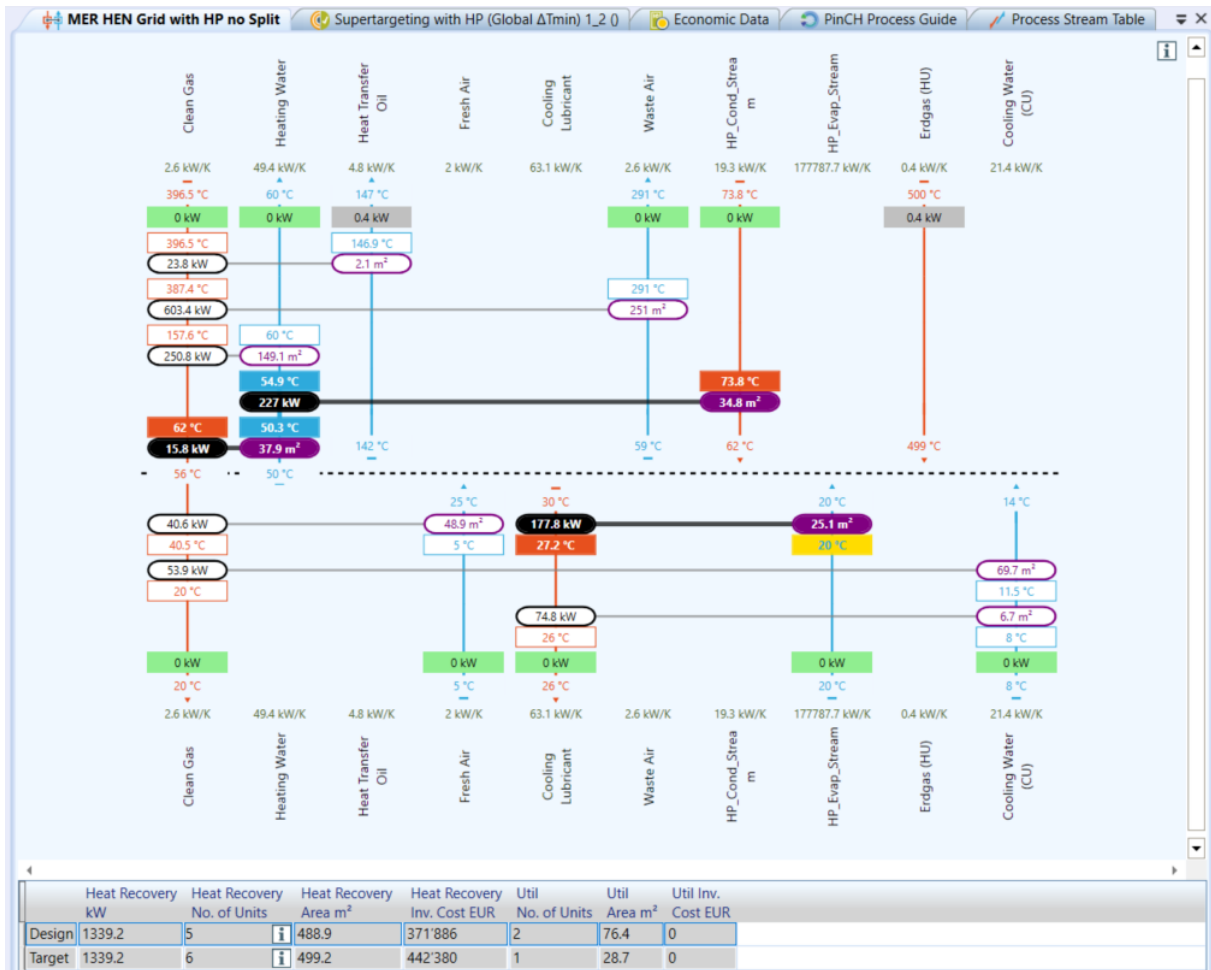 MER HEN Grid with HP no Split
Supertargeting with HP (Global ΔTmin) 1_2 ()
Economic Data
PinCH Process Guide
Process Stream Table
Clean Gas
Heating Water
Heat Transfer
Oil
Fresh Air
Cooling
Lubricant
Waste Air
HP_Cond_Strea
m
HP_Evap_Stream
Erdgas (HU)
Cooling Water
(CU)
2.6 kW/K 49.4 kW/K 4.8 kW/K 2 kW/K 63.1 kW/K 2.6 kW/K 19.3 kW/K 177787.7 kW/K 0.4 kW/K 21.4 kW/K
396.5 °C 60 °C 147 °C 291 °C 73.8 °C 500 °C
0 kW 0 kW 0.4 kW 0 kW 0 kW 0.4 kW
396.5 °C 146.9 °C
23.8 kW 2.1 m²
387.4 °C 291 °C
603.4 kW 251 m²
157.6 °C 60 °C
250.8 kW 149.1 m²
54.9 °C 73.8 °C
227 kW 34.8 m²
62 °C 50.3 °C
15.8 kW 37.9 m² 142 °C 59 °C 62 °C 499 °C
56 °C 50 °C
25 °C 30 °C 20 °C 14 °C
40.6 kW 48.9 m² 177.8 kW 25.1 m²
40.5 °C 5 °C 27.2 °C 20 °C
53.9 kW 69.7 m²
20 °C 11.5 °C
74.8 kW 6.7 m²
26 °C 8 °C
0 kW 0 kW 0 kW 0 kW 0 kW
20 °C 5 °C 26 °C 20 °C 8 °C
2.6 kW/K 49.4 kW/K 4.8 kW/K 2 kW/K 63.1 kW/K 2.6 kW/K 19.3 kW/K 177787.7 kW/K 0.4 kW/K 21.4 kW/K
Clean Gas
Heating Water
Heat Transfer
Oil
Fresh Air
Cooling
Lubricant
Waste Air
HP_Cond_Strea
m
HP_Evap_Stream
Erdgas (HU)
Cooling Water
(CU)
Heat Recovery Heat Recovery Heat Recovery Heat Recovery Util Util Util Inv.
kW No. of Units Area m² Inv. Cost EUR No. of Units Area m² Cost EUR
Design 1339.2 5 i 488.9 371'886 2 76.4 0
Target 1339.2 6 i 499.2 442'380 1 28.7 0